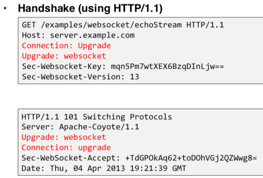 • Handshake (using HTTP/1.1)
GET /examples/websocket/echoStream HTTP/1.1
Host: server.example.com
Connection: Upgrade
Upgrade: websocket
Sec-Websocket-Key: mqn5Pm7wtXEX6BzqDInLjw==
Sec-Websocket-Version: 13
HTTP/1.1 101 Switching Protocols
Server: Apache-Coyote/1.1
Upgrade: websocket
Connection: upgrade
Sec-WebSocket-Accept: +TdGPOkAq62+toDOhVGj2QZWwg8=
Date: Thu, 04 Apr 2013 19:21:39 GMT